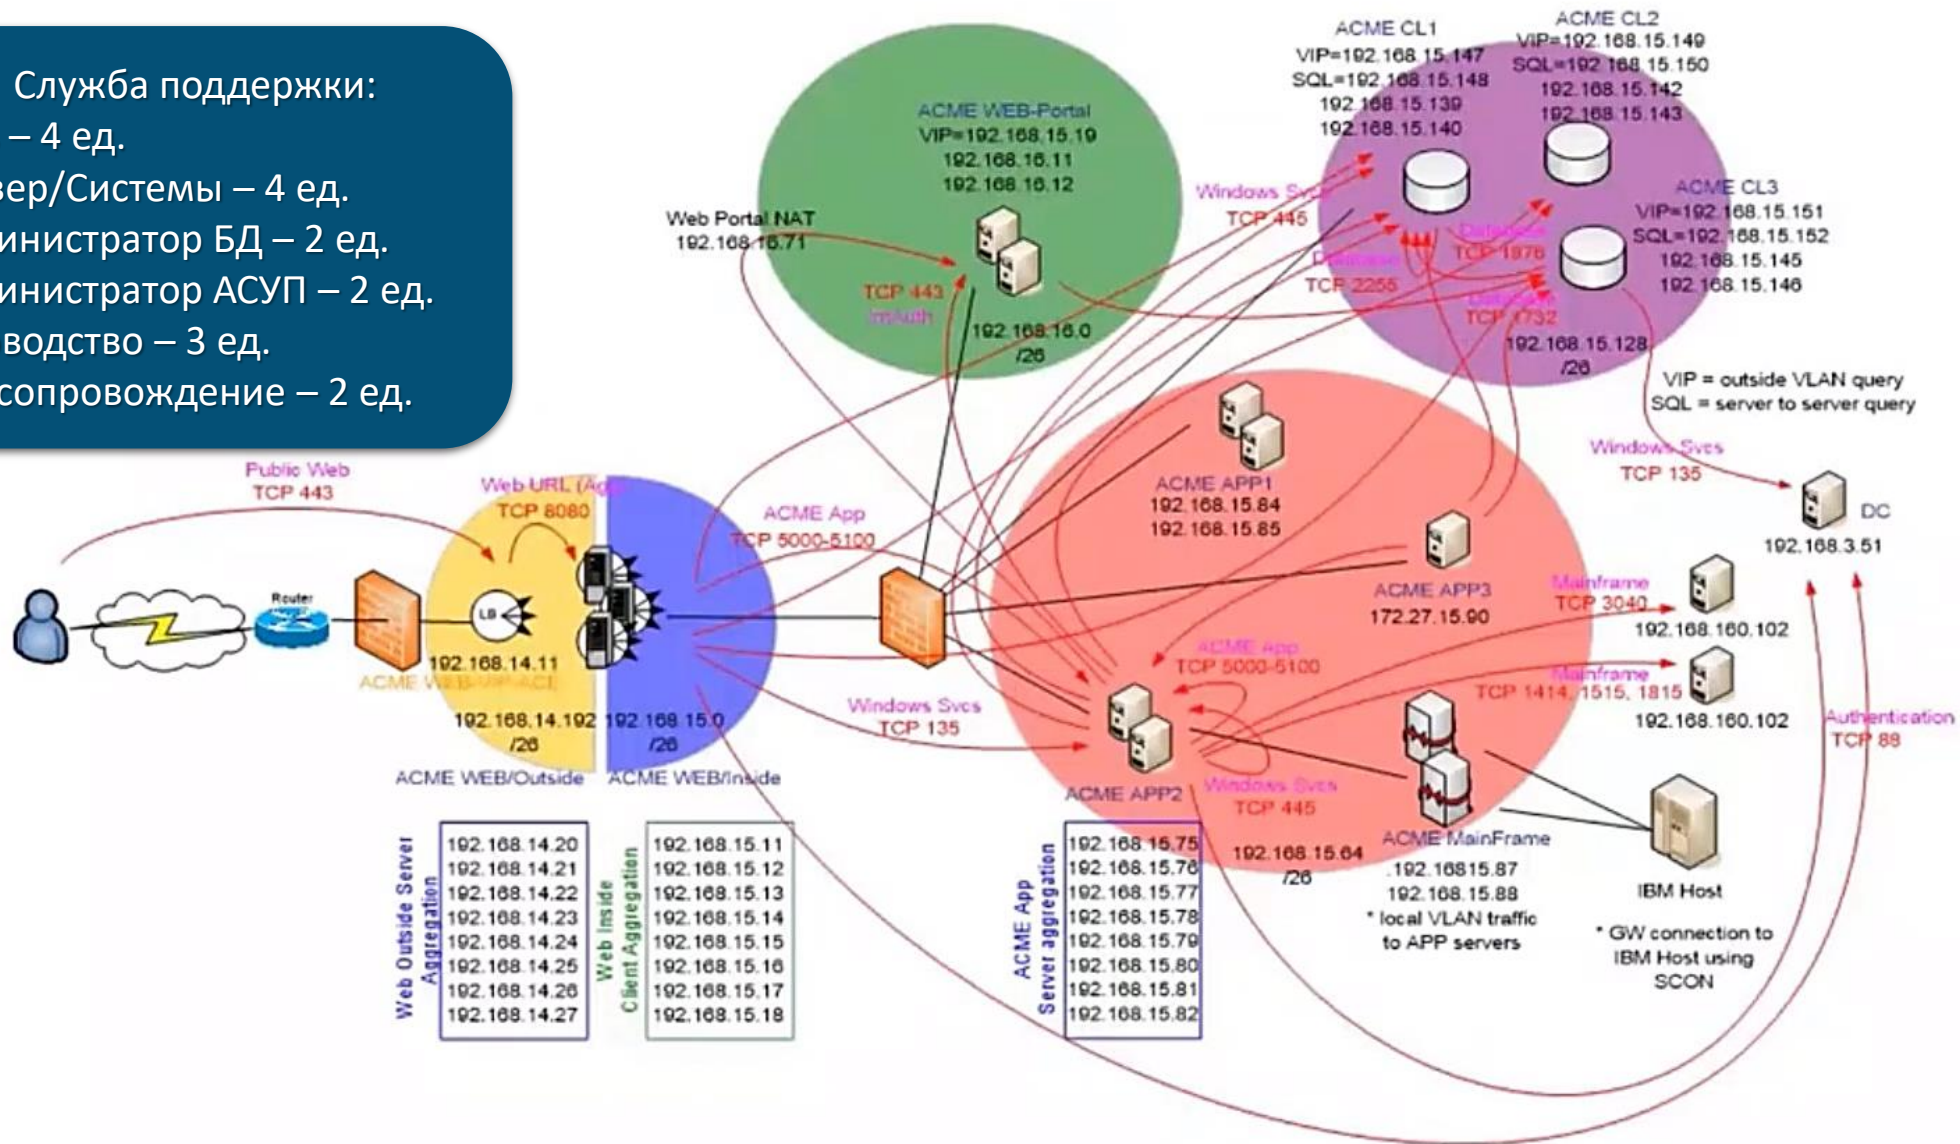 Служба поддержки:
– 4 ед.
вер/Системы – 4 ед.
инистратор БД – 2 ед.
инистратор АСУП – 2 ед.
водство – 3 ед.
сопровождение – 2 ед.
ACME WEB-Portal
VIP=192.168.15.19
192.168.16.11
192.168.16.12
Web Portal NAT
192.168.16.71
TCP 443
192.168.16.0
/26
ACME CL1
VIP=192.168.15.147
SQL=192.168.15.148
192.168.15.139
192.168.15.140
ACME CL2
VIP=192.168.15.149
SQL=192.168.15.150
192.168.15.142
192.168.15.143
ACME CL3
VIP=192.168.15.151
SQL=192.168.15.152
192.168.15.145
192.168.15.146
Windows Svcs
TCP 445
Database
TCP 1976
Database
TCP 2255
Database
TCP 1732
192.168.15.128
/26
VIP = outside VLAN query
SQL = server to server query
Windows Svcs
TCP 135
DC
192.168.3.51
Public Web
TCP 443
Web URL
TCP 8080
ACME App
TCP 5000-5100
Router
LB
192.168.14.11
ACME WEB-VIP-ACE
192.168.14.192
/26
192.168.15.0
/26
ACME WEB/Outside
ACME WEB/Inside
Windows Svcs
TCP 135
ACME APP1
192.168.15.84
192.168.15.85
ACME APP3
172.27.15.90
ACME App
TCP 5000-5100
Mainframe
TCP 3040
192.168.160.102
Mainframe
TCP 1414, 1515, 1815
192.168.160.102
Authentication
TCP 88
ACME APP2
Windows Svcs
TCP 445
192.168.15.64
/26
ACME MainFrame
.192.16815.87
192.168.15.88
* local VLAN traffic
to APP servers
IBM Host
* GW connection to
IBM Host using
SCON
Web Outside Server
Aggregation
192.168.14.20
192.168.14.21
192.168.14.22
192.168.14.23
192.168.14.24
192.168.14.25
192.168.14.26
192.168.14.27
Web Inside
Client Aggregation
192.168.15.11
192.168.15.12
192.168.15.13
192.168.15.14
192.168.15.15
192.168.15.16
192.168.15.17
192.168.15.18
ACME App
Server aggregation
192.168.15.75
192.168.15.76
192.168.15.77
192.168.15.78
192.168.15.79
192.168.15.80
192.168.15.81
192.168.15.82